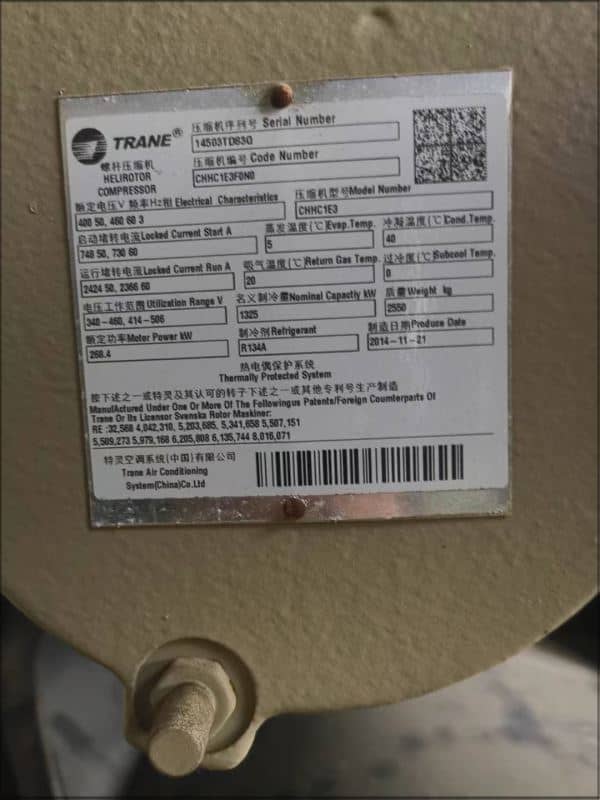 TRANE®
压缩机序列号 Serial Number
14503TD63G
螺杆压缩机
HELIROTOR
COMPRESSOR
压缩机编号 Code Number
CHHC1E3F0N0
额定电压V 频率Hz相 Electrical Characteristics
400 50, 460 60 3
压缩机型号Model Number
CHHC1E3
启动堵转电流Locked Current Start A
748 50, 730 60
蒸发温度(℃)Evap.Temp.
5
冷凝温度(℃)Cond.Temp.
40
运行堵转电流Locked Current Run A
2424 50, 2366 60
吸气温度(℃)Return Gas Temp.
20
过冷度(℃)Subcool Temp.
0
电压工作范围 Utilization Range V
340-460, 414-506
名义制冷量Nominal Capactiy kW
1325
质量Weight kg
2550
额定功率Motor Power kW
268.4
制冷剂Refrigerant
R134A
制造日期Produce Date
2014-11-21
热电偶保护系统
Thermally Protected System
按下述之一或特灵及其认可的转子下述之一或其他专利号生产制造
ManufActured Under One Or More Of The Followingus Patents/Foreign Counterparts Of
Trane Or Its Licensor Svenska Rotor Maskiner:
RE :32,568 4,042,310, 5,203,685, 5,341,658 5,507,151
5,509,273 5,979,168 6,205,808 6,135,744 8,016,071
特灵空调系统(中国)有限公司
Trane Air Conditioning
System(China)Co.Ltd